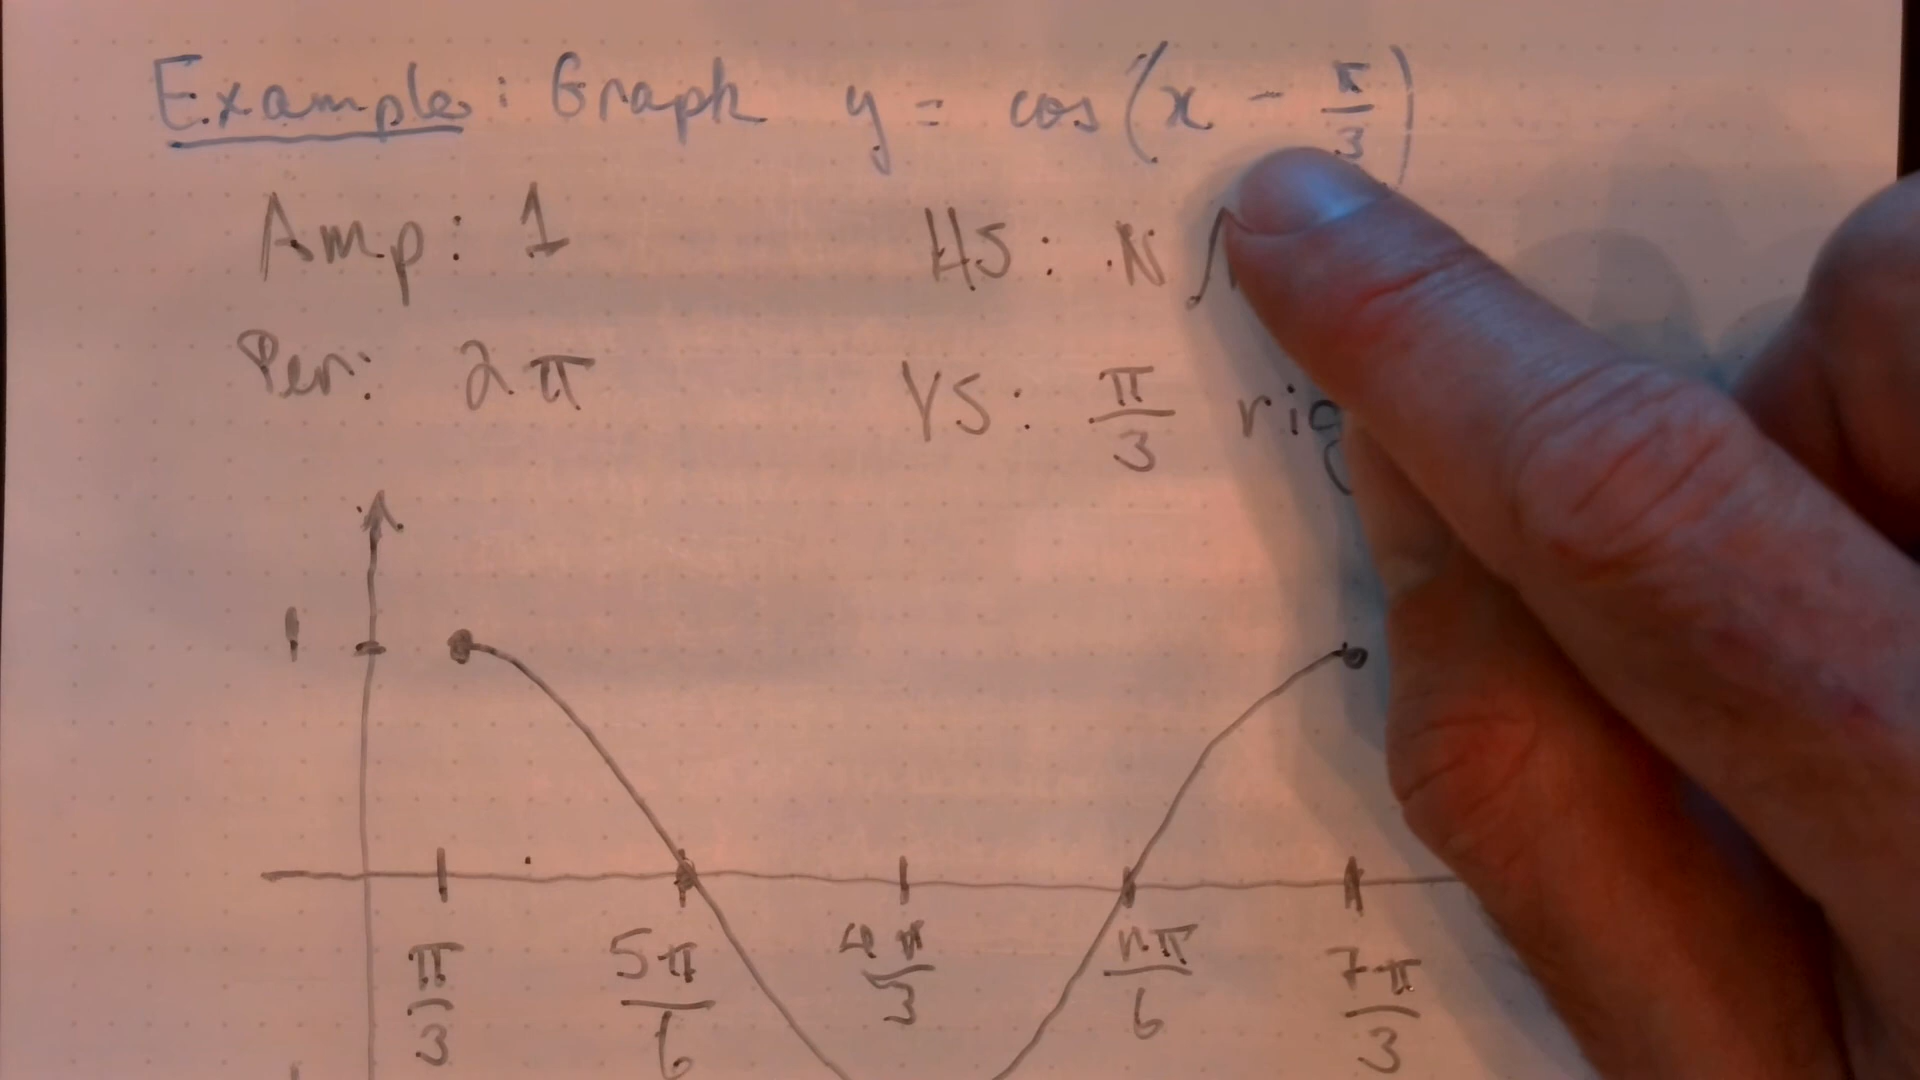 Example: Graph y = cos(x - π/3)
Amp: 1 HS: N
Per: 2π VS: π/3 rig
1
π/3 5π/6 4π/3 11π/6 7π/3